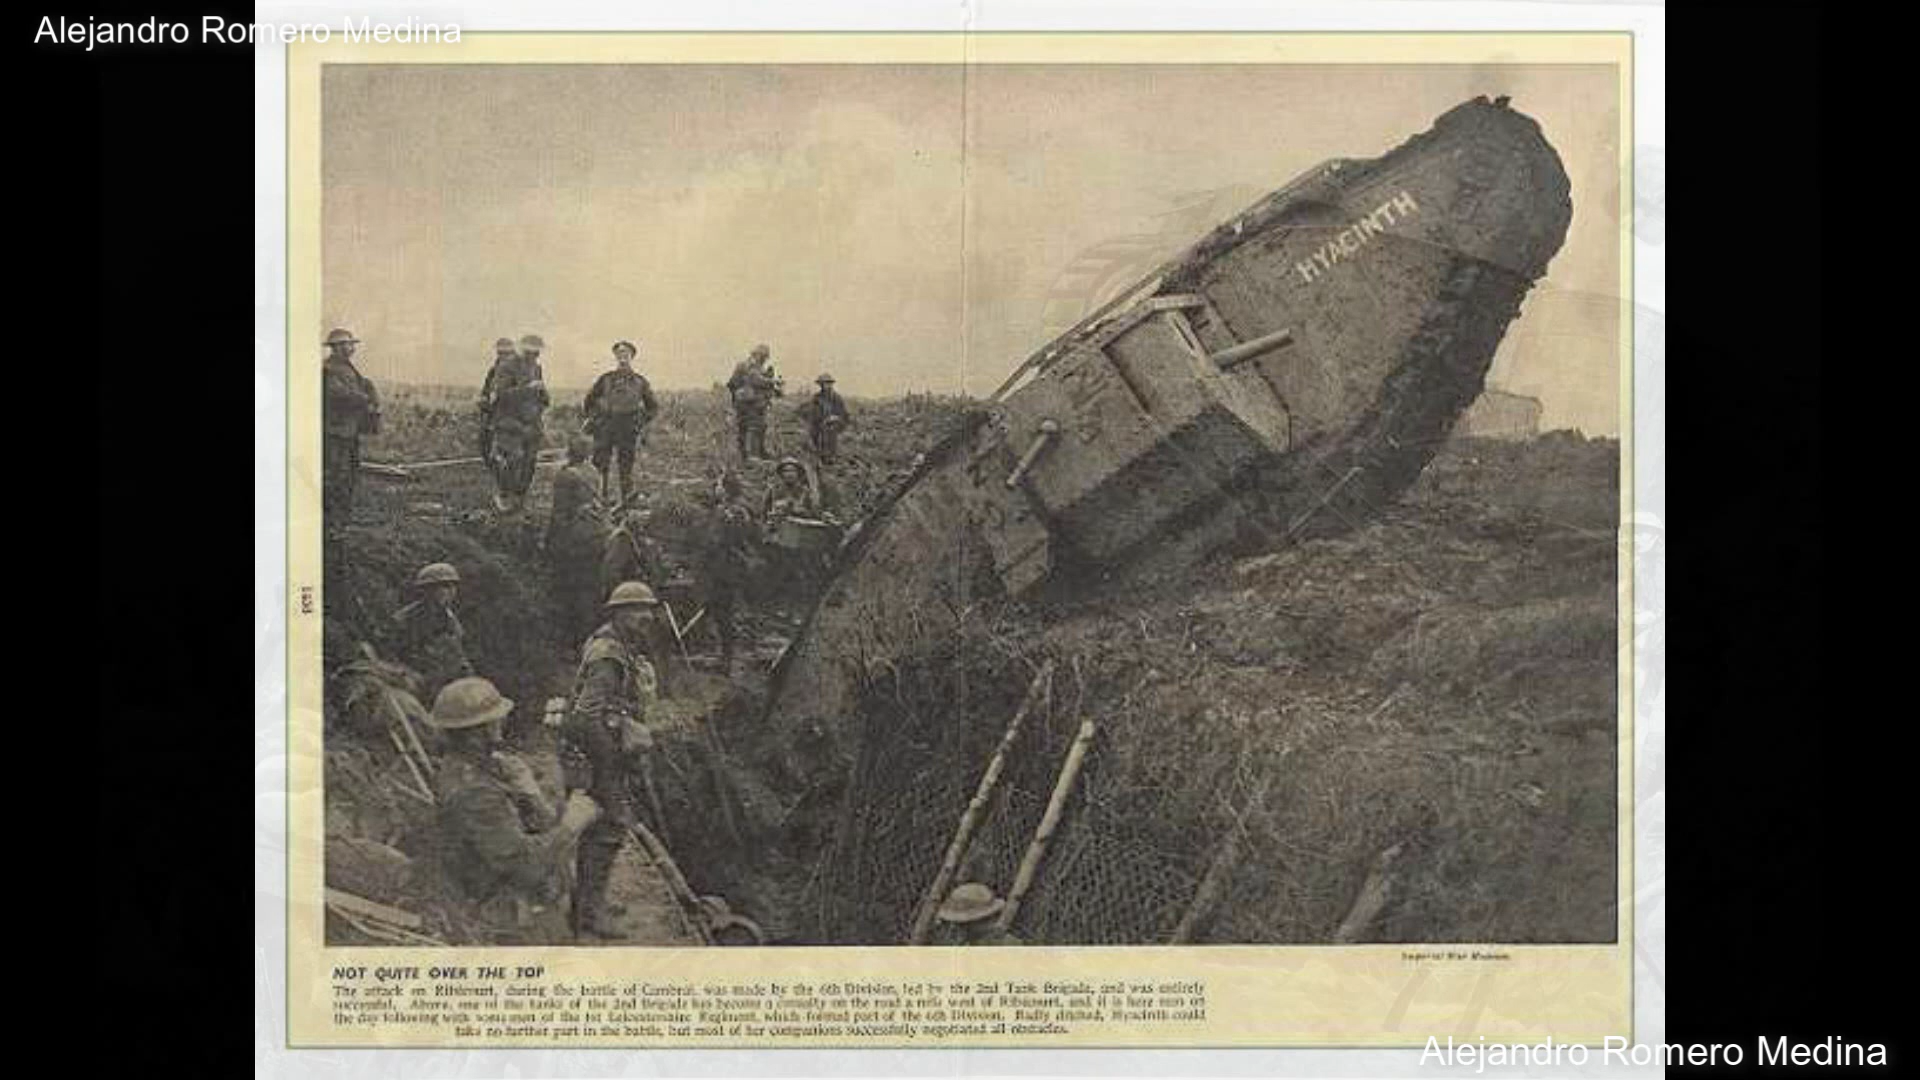 Alejandro Romero Medina
HYACINTH
NOT QUITE OVER THE TOP
Imperial War Museum
The attack on Ribécourt, during the battle of Cambrai, was made by the 6th Division, led by the 2nd Tank Brigade, and was entirely
successful. Above, one of the tanks of the 2nd Brigade has become a casualty on the road a mile west of Ribécourt, and it is here seen on
the day following with some men of the 1st Leicestershire Regiment, which formed part of the 6th Division. Badly ditched, Hyacinth could
take no further part in the battle, but most of her companions successfully negotiated all obstacles.
Alejandro Romero Medina